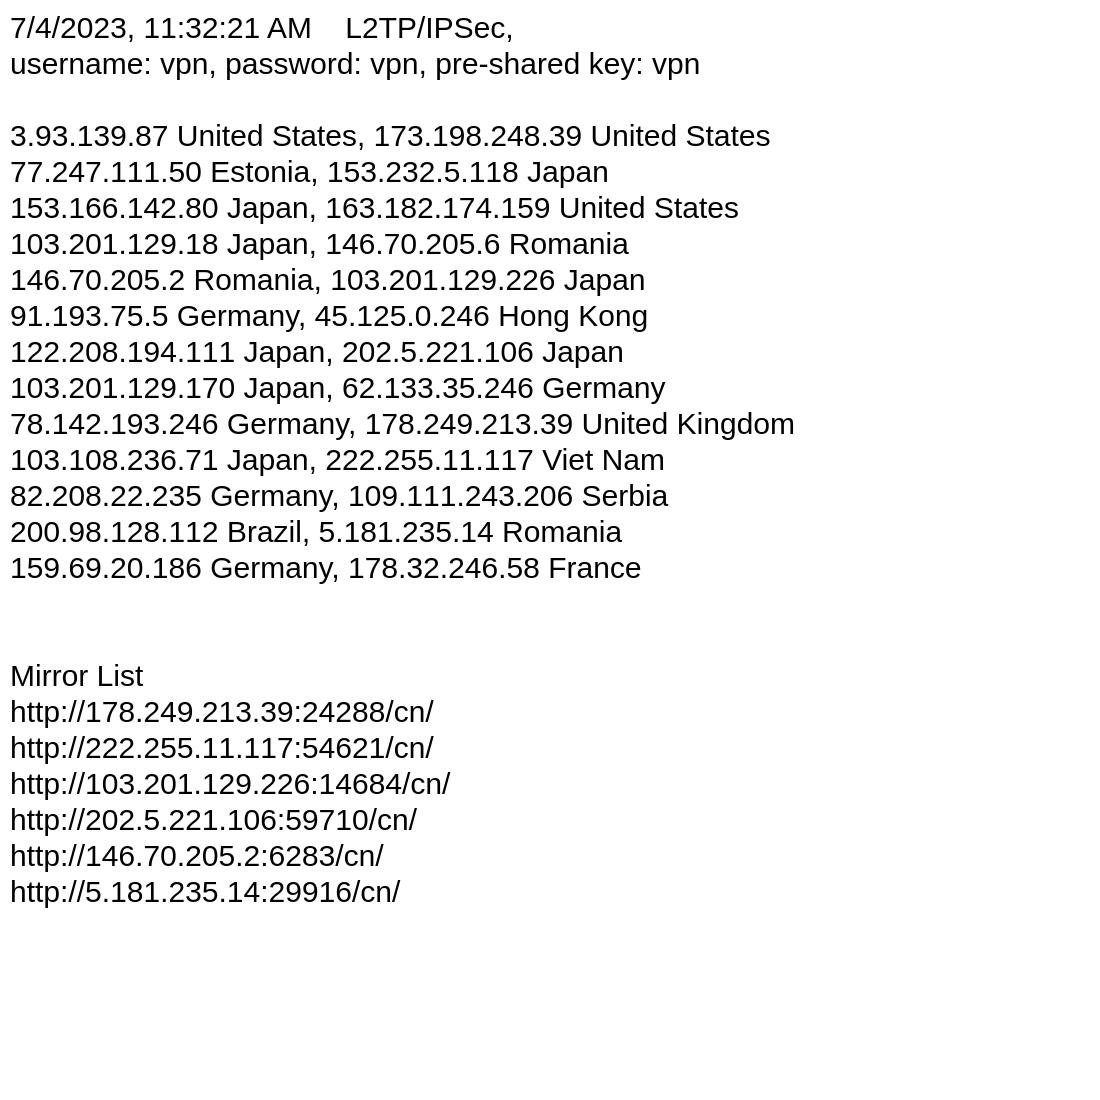 7/4/2023, 11:32:21 AM    L2TP/IPSec,
username: vpn, password: vpn, pre-shared key: vpn
3.93.139.87 United States, 173.198.248.39 United States
77.247.111.50 Estonia, 153.232.5.118 Japan
153.166.142.80 Japan, 163.182.174.159 United States
103.201.129.18 Japan, 146.70.205.6 Romania
146.70.205.2 Romania, 103.201.129.226 Japan
91.193.75.5 Germany, 45.125.0.246 Hong Kong
122.208.194.111 Japan, 202.5.221.106 Japan
103.201.129.170 Japan, 62.133.35.246 Germany
78.142.193.246 Germany, 178.249.213.39 United Kingdom
103.108.236.71 Japan, 222.255.11.117 Viet Nam
82.208.22.235 Germany, 109.111.243.206 Serbia
200.98.128.112 Brazil, 5.181.235.14 Romania
159.69.20.186 Germany, 178.32.246.58 France
Mirror List
http://178.249.213.39:24288/cn/
http://222.255.11.117:54621/cn/
http://103.201.129.226:14684/cn/
http://202.5.221.106:59710/cn/
http://146.70.205.2:6283/cn/
http://5.181.235.14:29916/cn/